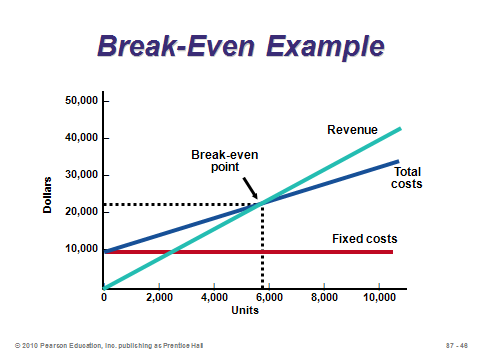 Break-Even Example
50,000
40,000
30,000
20,000
10,000
Dollars
Revenue
Break-even
point
Total
costs
Fixed costs
0
2,000
4,000
6,000
8,000
10,000
Units
© 2010 Pearson Education, Inc. publishing as Prentice Hall
S7 - 48